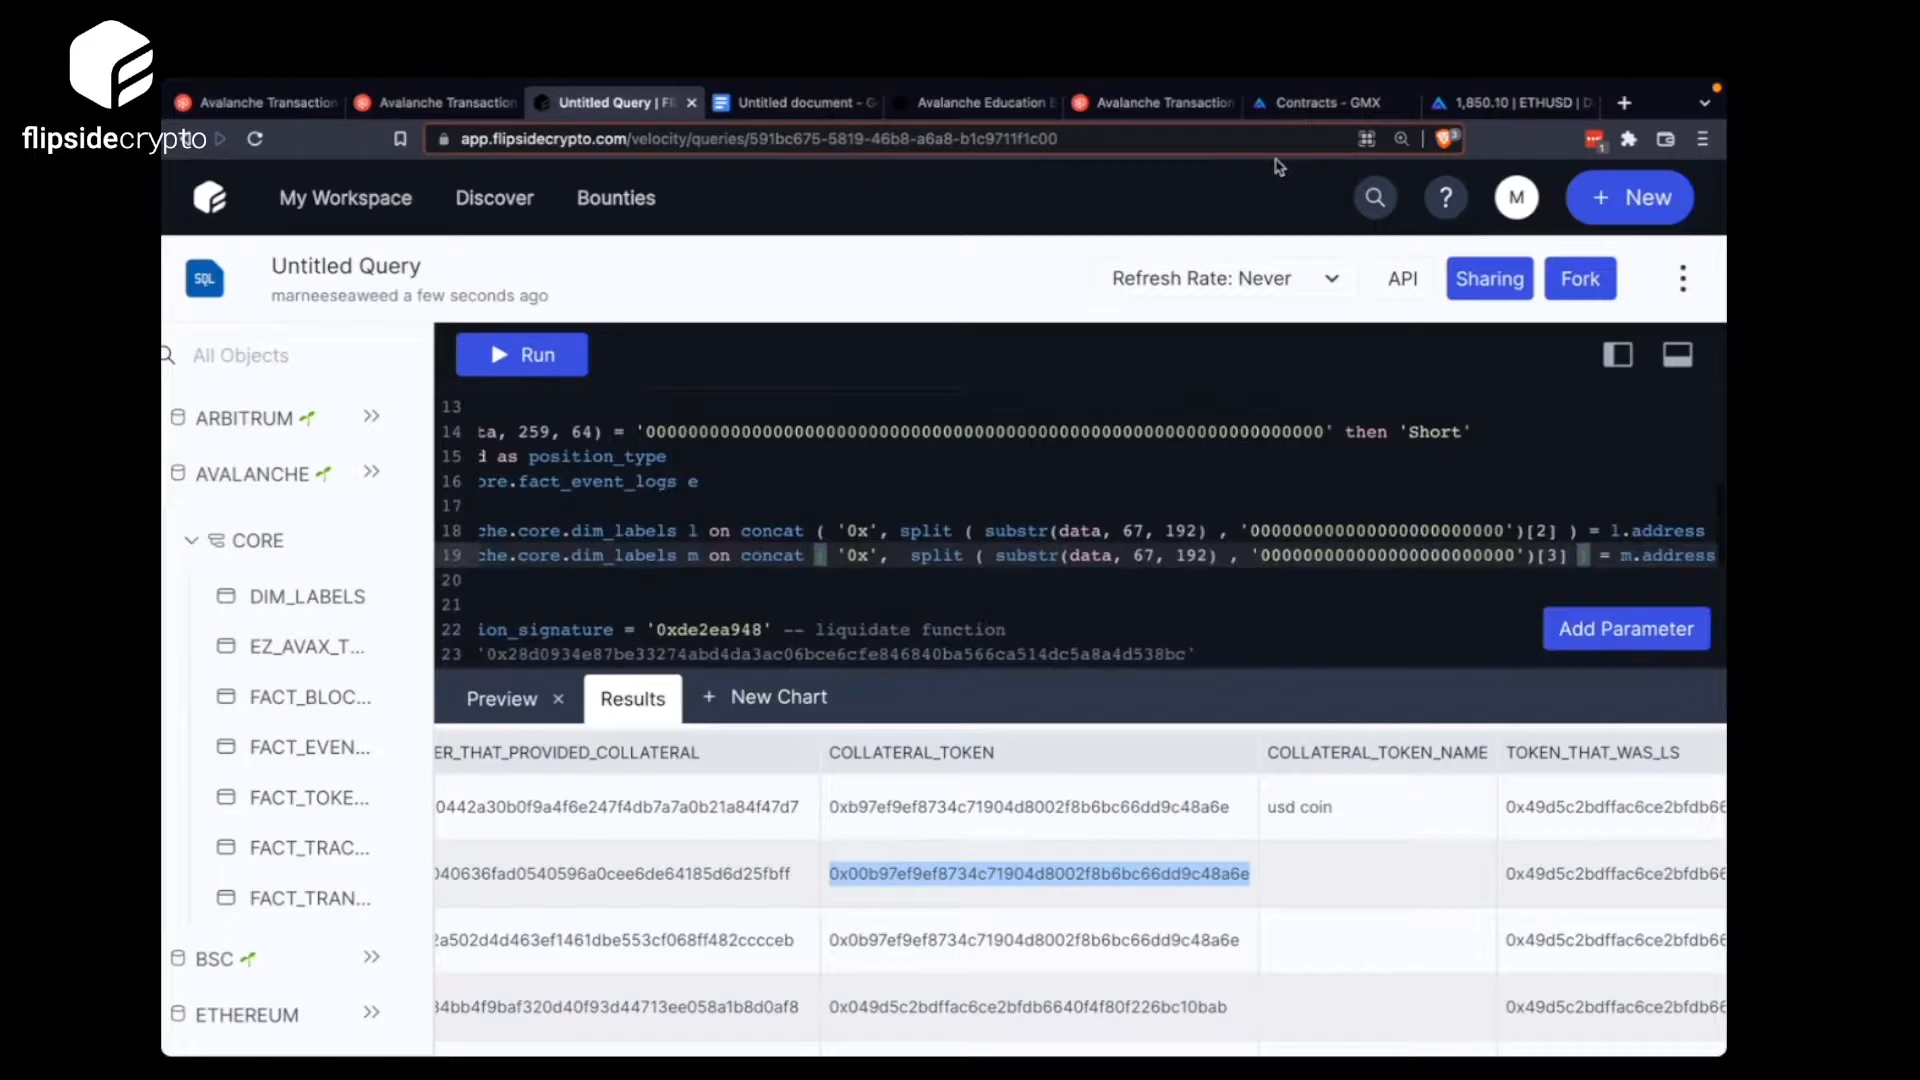 flipsidecrypto
Avalanche Transaction
Avalanche Transaction
Untitled Query | Fl
Untitled document - G
Avalanche Education E
Avalanche Transaction
Contracts - GMX
1,850.10 | ETHUSD | D
app.flipsidecrypto.com/velocity/queries/591bc675-5819-46b8-a6a8-b1c9711f1c00
My Workspace
Discover
Bounties
?
M
+ New
SQL
Untitled Query
marneeseaweed a few seconds ago
Refresh Rate: Never
API
Sharing
Fork
All Objects
ARBITRUM
AVALANCHE
CORE
DIM_LABELS
EZ_AVAX_T...
FACT_BLOC...
FACT_EVEN...
FACT_TOKE...
FACT_TRAC...
FACT_TRAN...
BSC
ETHEREUM
Run
13
14 ta, 259, 64) = '0000000000000000000000000000000000000000000000000000000000000000' then 'Short'
15 d as position_type
16 ore.fact_event_logs e
17
18 che.core.dim_labels l on concat ( '0x', split ( substr(data, 67, 192) , '000000000000000000000000')[2] ) = l.address
19 che.core.dim_labels m on concat ( '0x', split ( substr(data, 67, 192) , '000000000000000000000000')[3] ) = m.address
20
21
22 ion_signature = '0xde2ea948' -- liquidate function
23 '0x28d0934e87be33274abd4da3ac06bce6cfe846840ba566ca514dc5a8a4d538bc'
Add Parameter
Preview
Results
+ New Chart
ER_THAT_PROVIDED_COLLATERAL COLLATERAL_TOKEN COLLATERAL_TOKEN_NAME TOKEN_THAT_WAS_LS
0442a30b0f9a4f6e247f4db7a7a0b21a84f47d7 0xb97ef9ef8734c71904d8002f8b6bc66dd9c48a6e usd coin 0x49d5c2bdffac6ce2bfdb66
040636fad0540596a0cee6de64185d6d25fbff 0x00b97ef9ef8734c71904d8002f8b6bc66dd9c48a6e 0x49d5c2bdffac6ce2bfdb66
2a502d4d463ef1461dbe553cf068ff482cccceb 0x0b97ef9ef8734c71904d8002f8b6bc66dd9c48a6e 0x49d5c2bdffac6ce2bfdb66
34bb4f9baf320d40f93d44713ee058a1b8d0af8 0x049d5c2bdffac6ce2bfdb6640f4f80f226bc10bab 0x49d5c2bdffac6ce2bfdb66